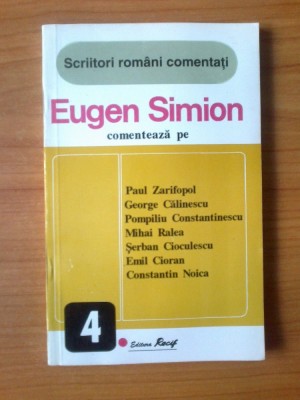 Scriitori români comentați
Eugen Simion
comentează pe
Paul Zarifopol
George Călinescu
Pompiliu Constantinescu
Mihai Ralea
Șerban Cioculescu
Emil Cioran
Constantin Noica
4
Editura Recif